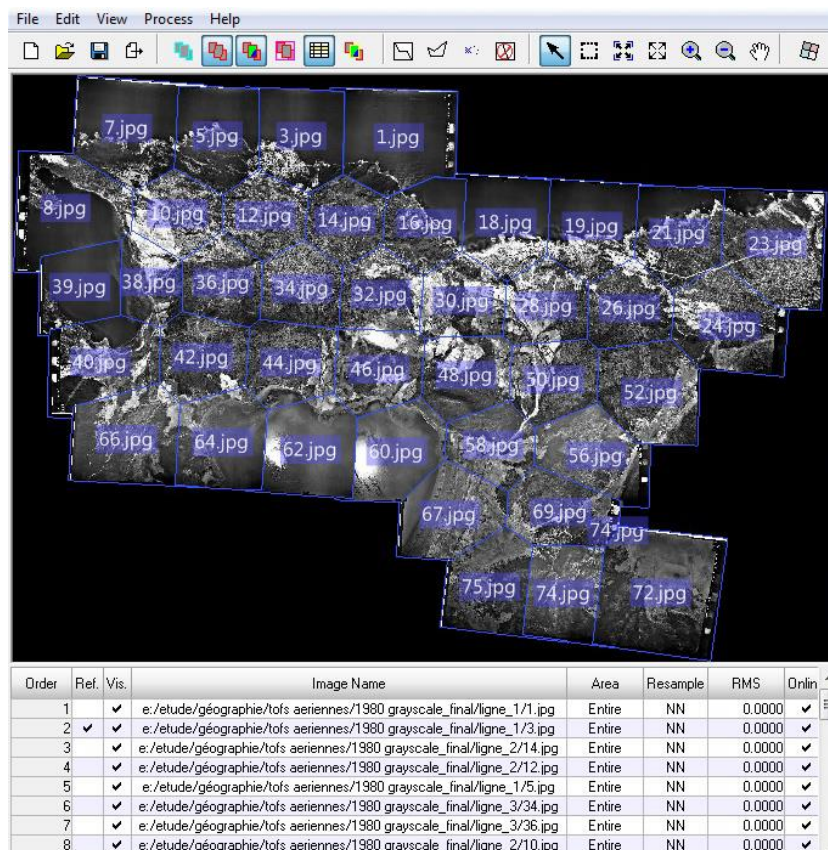 File Edit View Process Help
7.jpg 5.jpg 3.jpg 1.jpg
8.jpg 10.jpg 12.jpg 14.jpg 16.jpg 18.jpg 19.jpg 21.jpg 23.jpg
39.jpg 38.jpg 36.jpg 34.jpg 32.jpg 30.jpg 28.jpg 26.jpg 24.jpg
40.jpg 42.jpg 44.jpg 46.jpg 48.jpg 50.jpg 52.jpg
66.jpg 64.jpg 62.jpg 60.jpg 58.jpg 56.jpg
67.jpg 69.jpg 74.jpg
75.jpg 74.jpg 72.jpg
Order Ref. Vis. Image Name Area Resample RMS Onlin
1 e:/etude/géographie/tofs aeriennes/1980 grayscale_final/ligne_1/1.jpg Entire NN 0.0000
2 e:/etude/géographie/tofs aeriennes/1980 grayscale_final/ligne_1/3.jpg Entire NN 0.0000
3 e:/etude/géographie/tofs aeriennes/1980 grayscale_final/ligne_2/14.jpg Entire NN 0.0000
4 e:/etude/géographie/tofs aeriennes/1980 grayscale_final/ligne_2/12.jpg Entire NN 0.0000
5 e:/etude/géographie/tofs aeriennes/1980 grayscale_final/ligne_1/5.jpg Entire NN 0.0000
6 e:/etude/géographie/tofs aeriennes/1980 grayscale_final/ligne_3/34.jpg Entire NN 0.0000
7 e:/etude/géographie/tofs aeriennes/1980 grayscale_final/ligne_3/36.jpg Entire NN 0.0000
8 e:/etude/géographie/tofs aeriennes/1980 grayscale_final/ligne_2/10.jpg Entire NN 0.0000